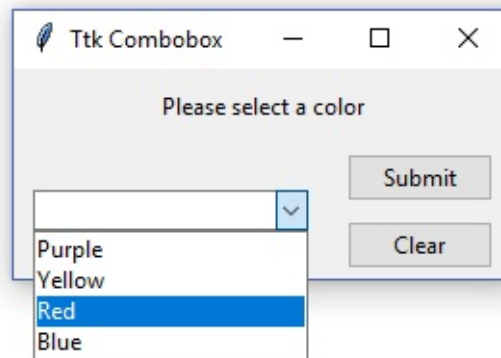 Ttk Combobox
Please select a color
Submit
Clear
Purple
Yellow
Red
Blue